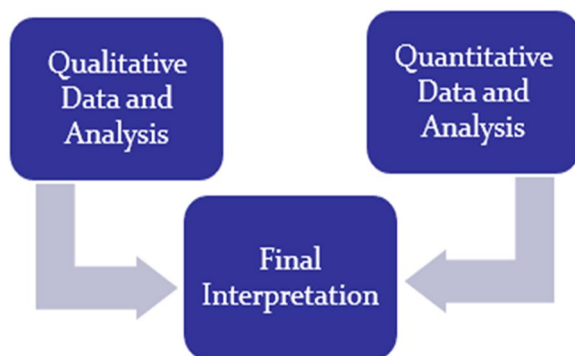 Qualitative
Data and
Analysis
Quantitative
Data and
Analysis
Final
Interpretation